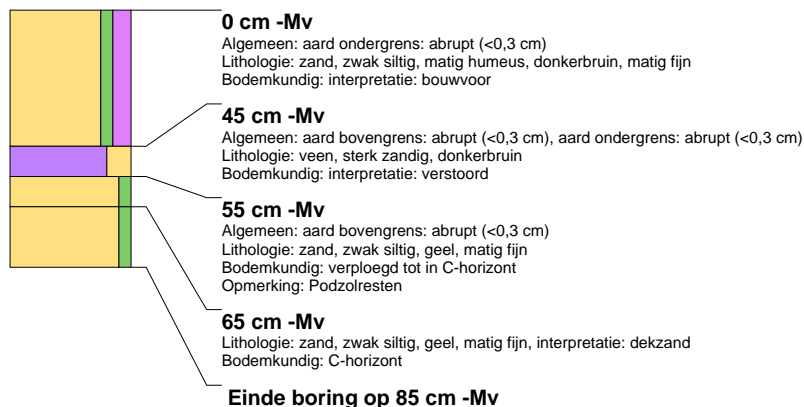 0 cm -Mv
Algemeen: aard ondergrens: abrupt (<0,3 cm)
Lithologie: zand, zwak siltig, matig humeus, donkerbruin, matig fijn
Bodemkundig: interpretatie: bouwvoor
45 cm -Mv
Algemeen: aard bovengrens: abrupt (<0,3 cm), aard ondergrens: abrupt (<0,3 cm)
Lithologie: veen, sterk zandig, donkerbruin
Bodemkundig: interpretatie: verstoord
55 cm -Mv
Algemeen: aard bovengrens: abrupt (<0,3 cm)
Lithologie: zand, zwak siltig, geel, matig fijn
Bodemkundig: verploegd tot in C-horizont
Opmerking: Podzolresten
65 cm -Mv
Lithologie: zand, zwak siltig, geel, matig fijn, interpretatie: dekzand
Bodemkundig: C-horizont
Einde boring op 85 cm -Mv